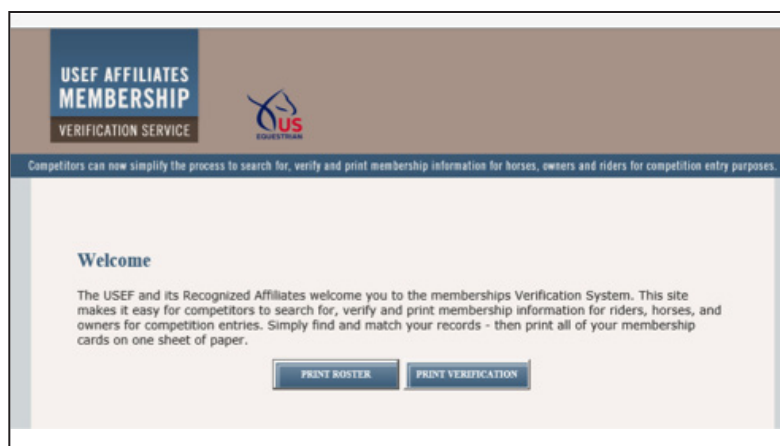 USEF AFFILIATES
MEMBERSHIP
VERIFICATION SERVICE
US
EQUESTRIAN
Competitors can now simplify the process to search for, verify and print membership information for horses, owners and riders for competition entry purposes.
Welcome
The USEF and its Recognized Affiliates welcome you to the memberships Verification System. This site
makes it easy for competitors to search for, verify and print membership information for riders, horses, and
owners for competition entries. Simply find and match your records - then print all of your membership
cards on one sheet of paper.
PRINT ROSTER PRINT VERIFICATION